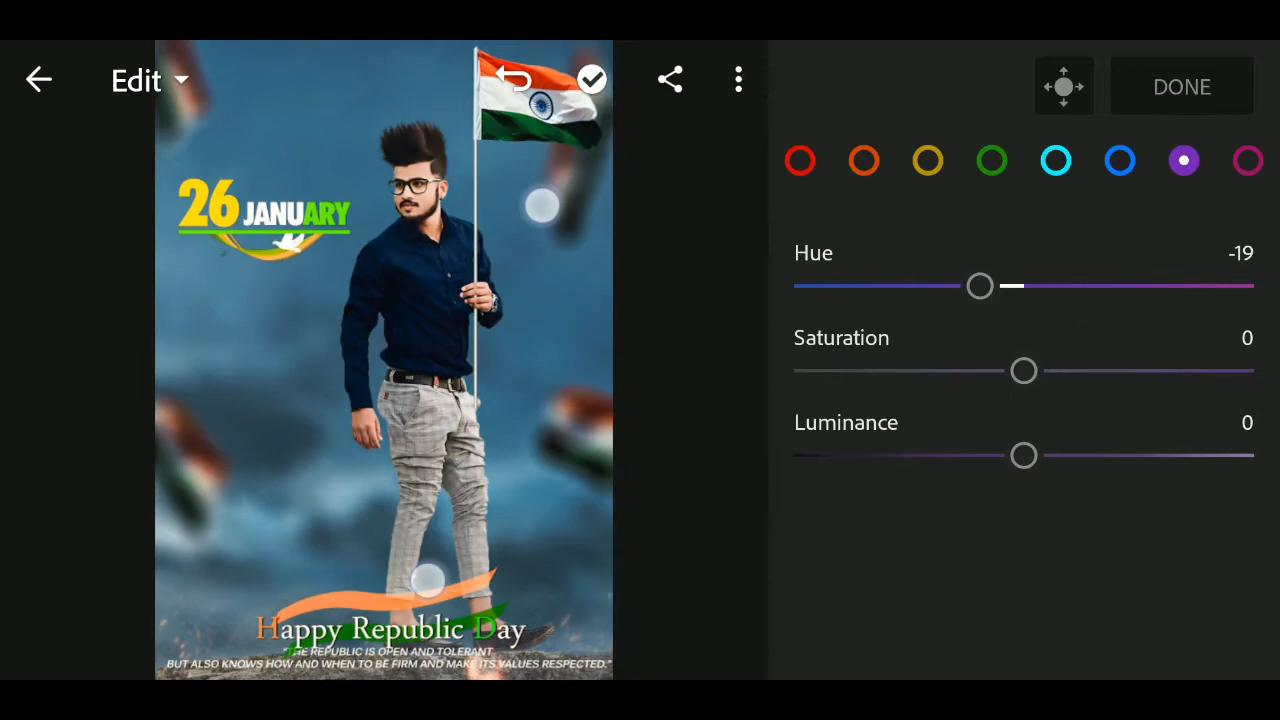 Edit
DONE
Hue
-19
Saturation
0
Luminance
0
26 JANUARY
Happy Republic Day
"THE REPUBLIC IS OPEN AND TOLERANT
BUT ALSO KNOWS HOW AND WHEN TO BE FIRM AND MAKE ITS VALUES RESPECTED."